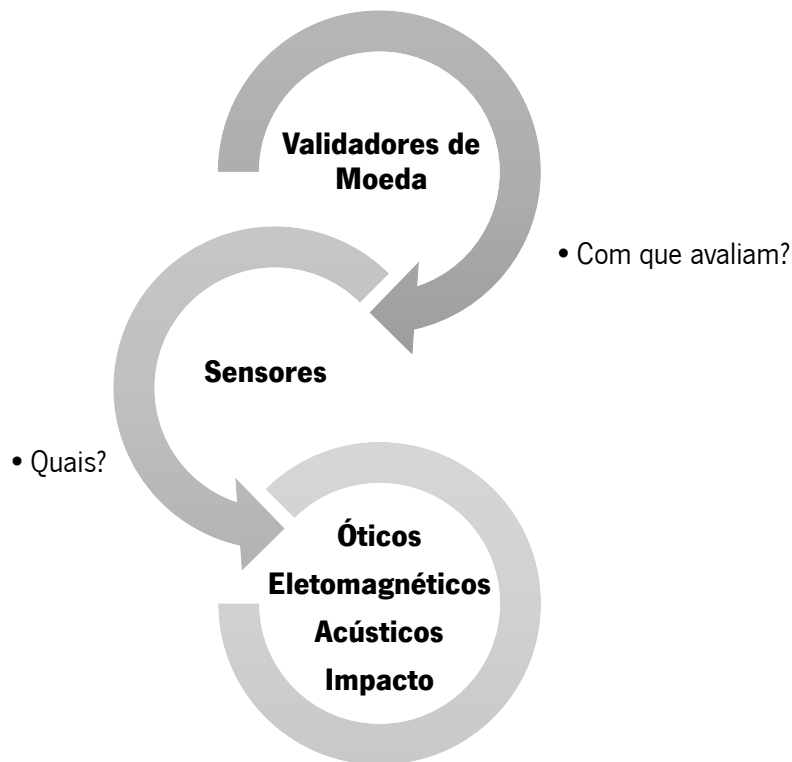 Validadores de
Moeda
• Com que avaliam?
Sensores
• Quais?
Óticos
Eletomagnéticos
Acústicos
Impacto